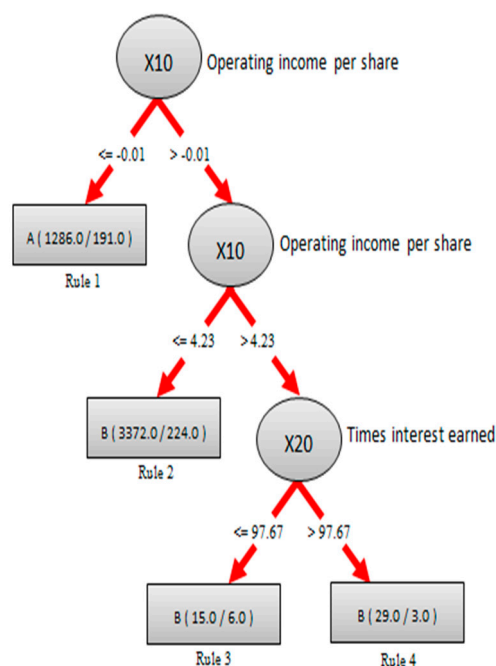 X10 Operating income per share
<= -0.01 > -0.01
A ( 1286.0 / 191.0 )
Rule 1
X10 Operating income per share
<= 4.23 > 4.23
B ( 3372.0 / 224.0 )
Rule 2
X20 Times interest earned
<= 97.67 > 97.67
B ( 15.0 / 6.0 ) B ( 29.0 / 3.0 )
Rule 3 Rule 4